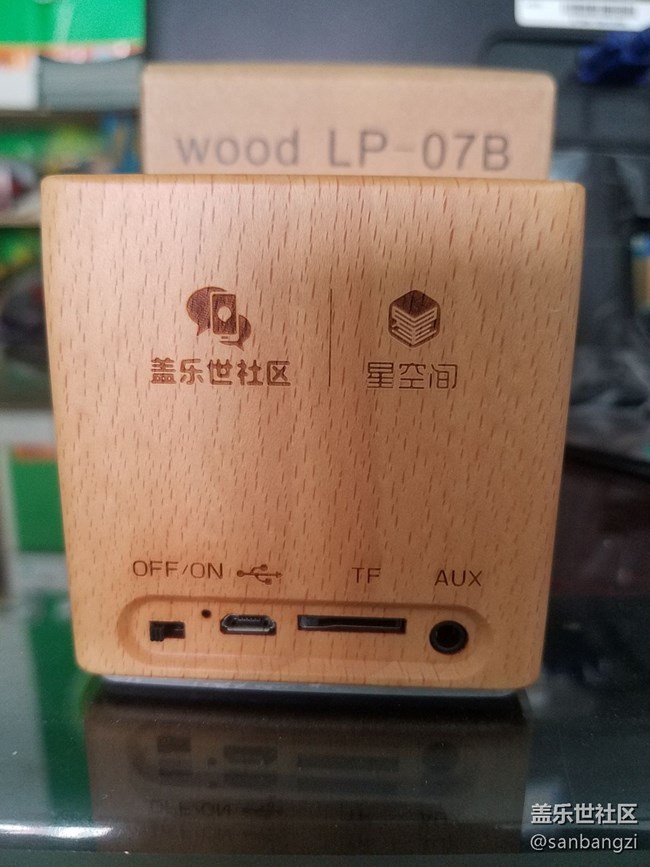 wood LP-07B
盖乐世社区
星空间
OFF/ON TF AUX
盖乐世社区
@sanbangzi